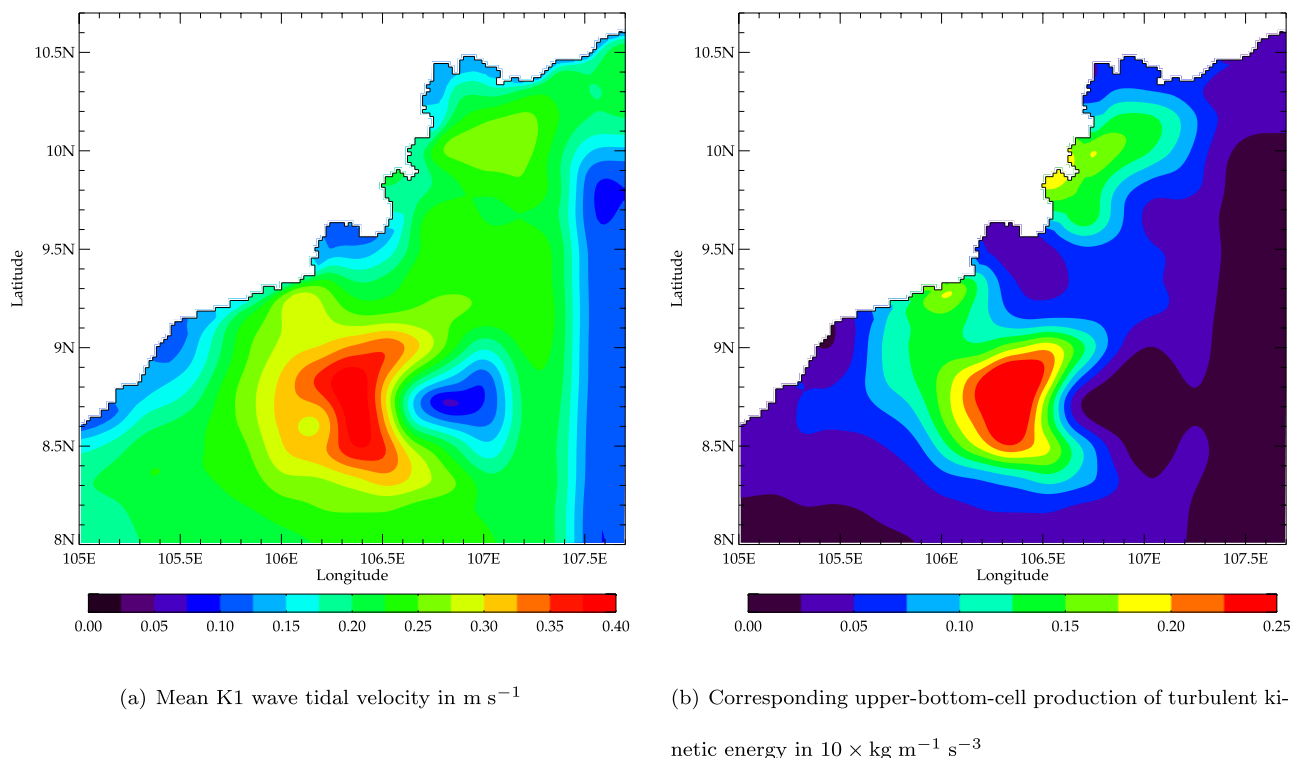 10.5N
10N
9.5N
9N
8.5N
8N
Latitude
105E 105.5E 106E 106.5E 107E 107.5E
Longitude
0.00 0.05 0.10 0.15 0.20 0.25 0.30 0.35 0.40
(a) Mean K1 wave tidal velocity in m s⁻¹
10.5N
10N
9.5N
9N
8.5N
8N
Latitude
105E 105.5E 106E 106.5E 107E 107.5E
Longitude
0.00 0.05 0.10 0.15 0.20 0.25
(b) Corresponding upper-bottom-cell production of turbulent ki-
netic energy in 10 × kg m⁻¹ s⁻³